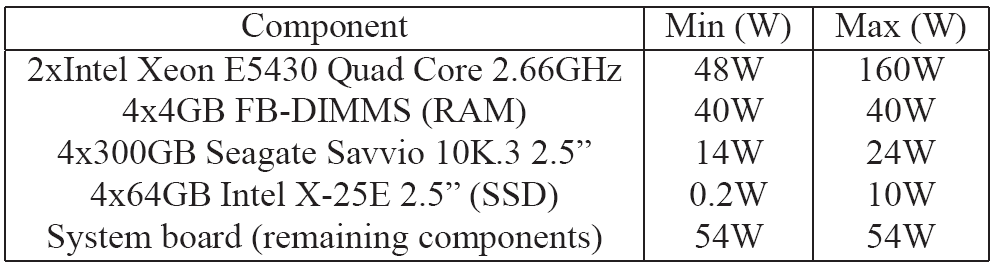 Component Min (W) Max (W)
2xIntel Xeon E5430 Quad Core 2.66GHz 48W 160W
4x4GB FB-DIMMS (RAM) 40W 40W
4x300GB Seagate Savvio 10K.3 2.5” 14W 24W
4x64GB Intel X-25E 2.5” (SSD) 0.2W 10W
System board (remaining components) 54W 54W